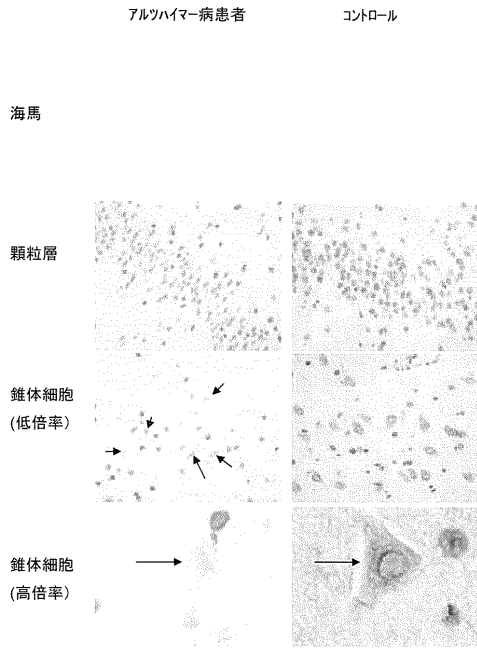 アルツハイマー病患者 コントロール
海馬
顆粒層
錐体細胞
(低倍率)
錐体細胞
(高倍率)